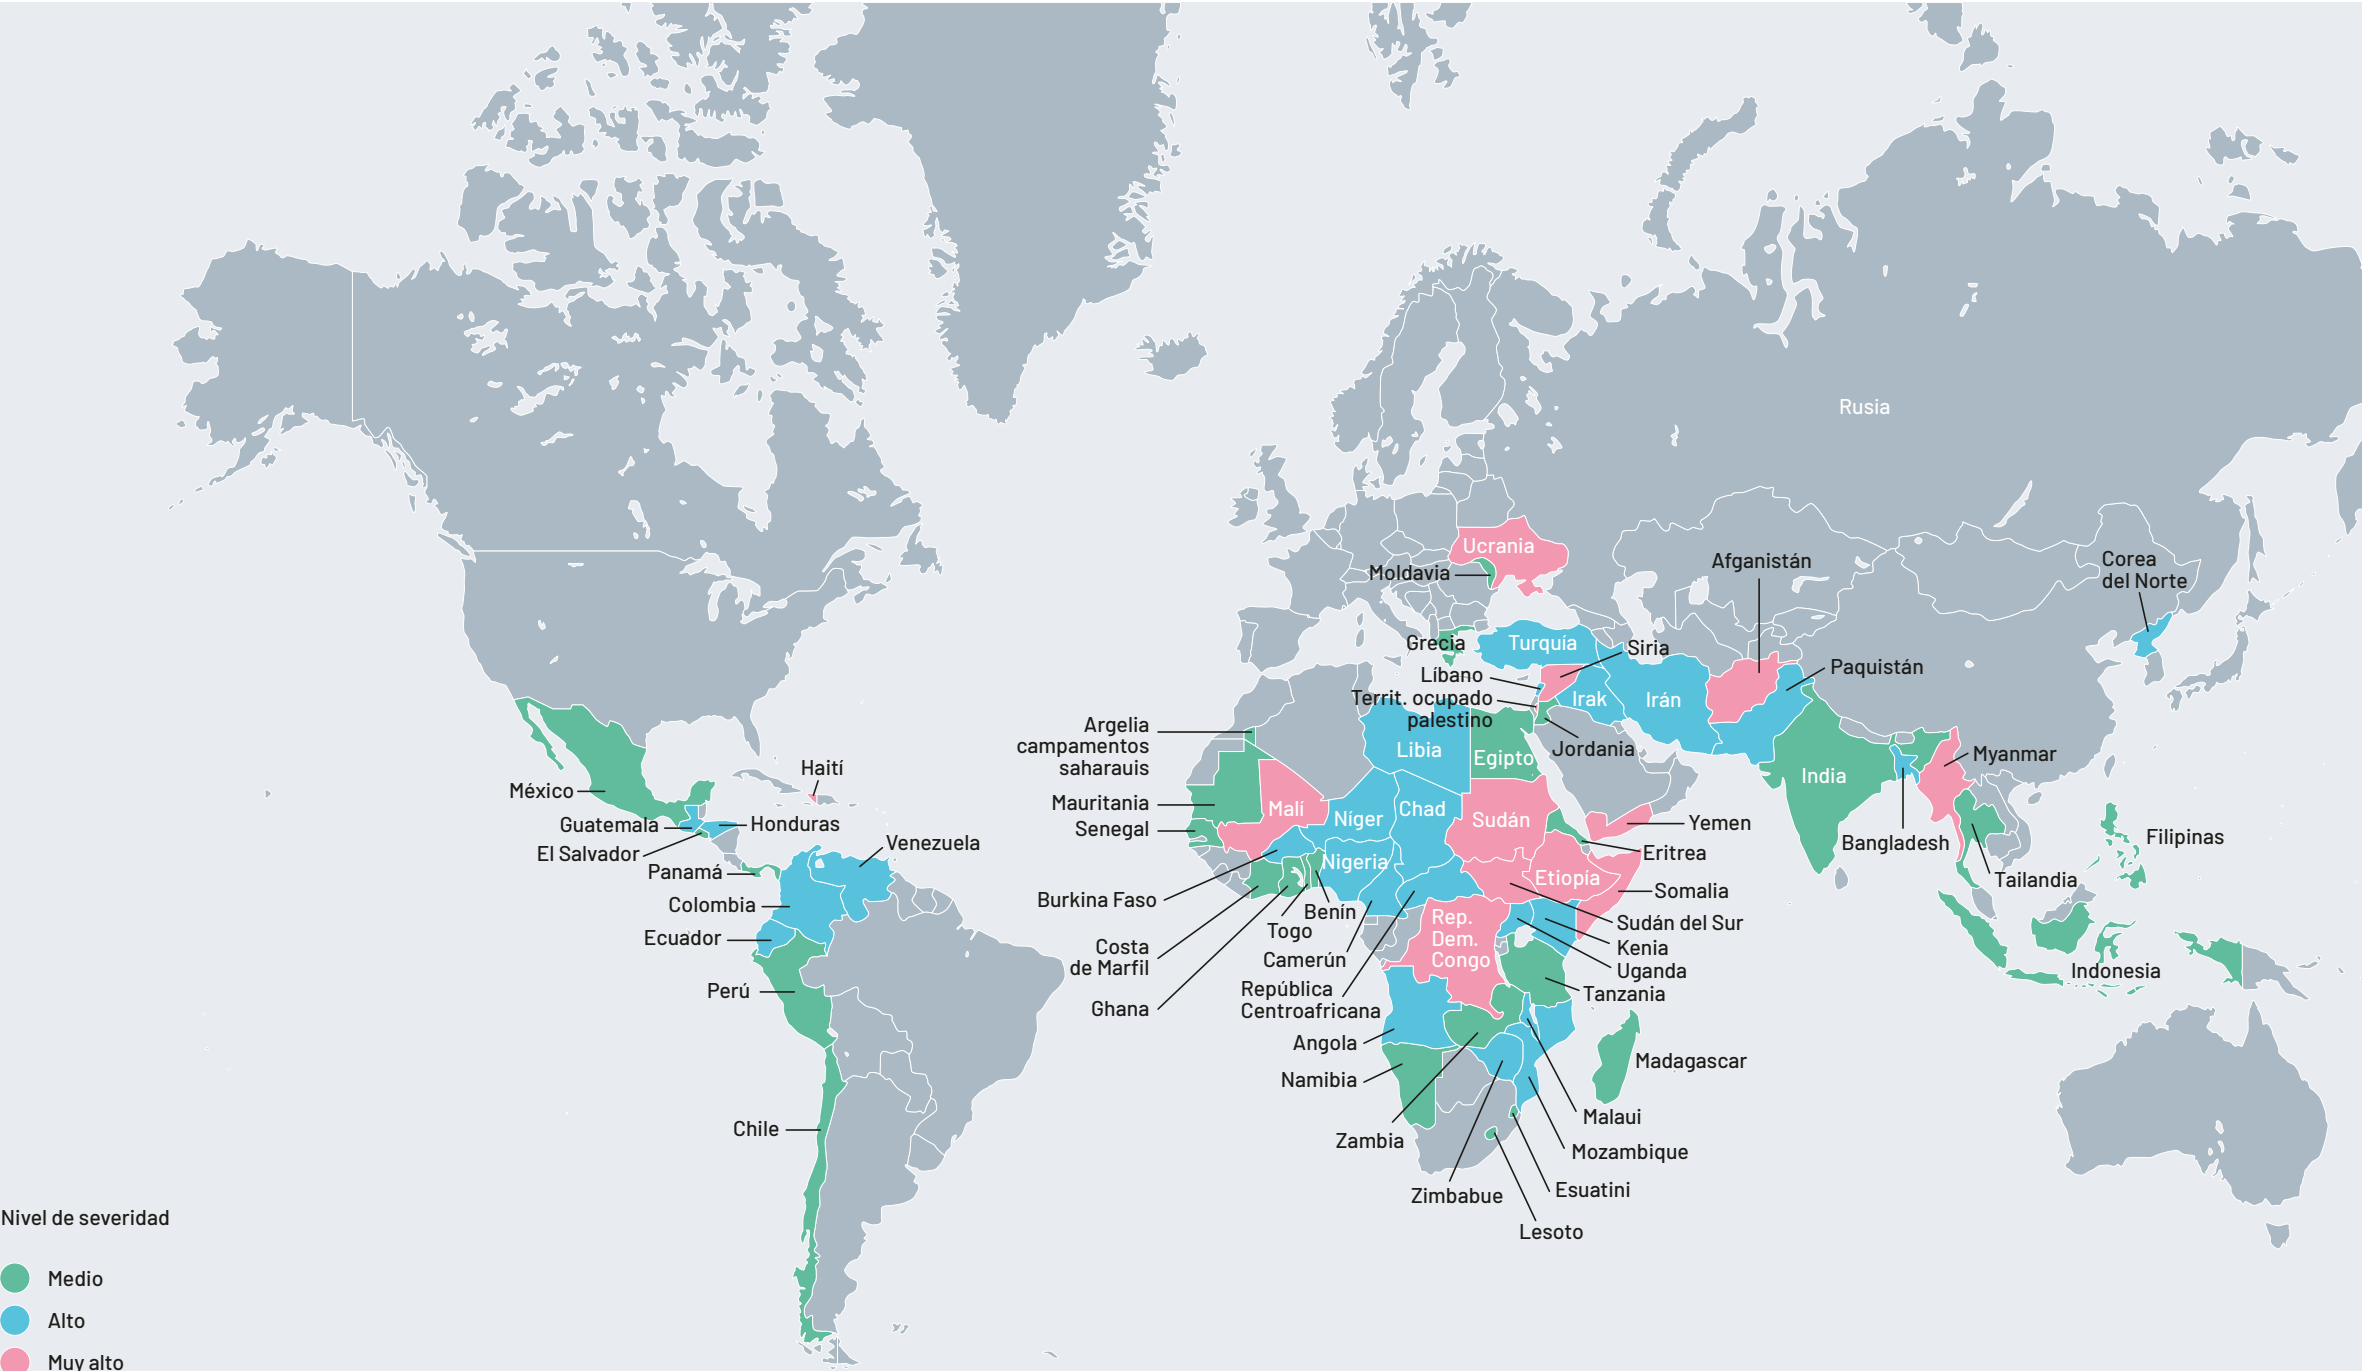 Rusia
Ucrania
Moldavia
Afganistán
Corea
del Norte
Grecia
Turquía
Siria
Líbano
Territ. ocupado
palestino
Irak
Irán
Paquistán
Jordania
Argelia
campamentos
saharauis
Libia
Egipto
India
Myanmar
Bangladesh
Filipinas
Tailandia
Indonesia
México
Haití
Guatemala
Honduras
El Salvador
Venezuela
Panamá
Colombia
Ecuador
Perú
Chile
Mauritania
Senegal
Malí
Níger
Chad
Sudán
Yemen
Eritrea
Nigeria
Etiopía
Somalia
Burkina Faso
Benín
Togo
Sudán del Sur
Costa
de Marfil
Camerún
Rep.
Dem.
Congo
Kenia
Uganda
Tanzania
Ghana
República
Centroafricana
Angola
Namibia
Madagascar
Malaui
Zambia
Mozambique
Zimbabue
Esuatini
Lesoto
Nivel de severidad
Medio
Alto
Muy alto